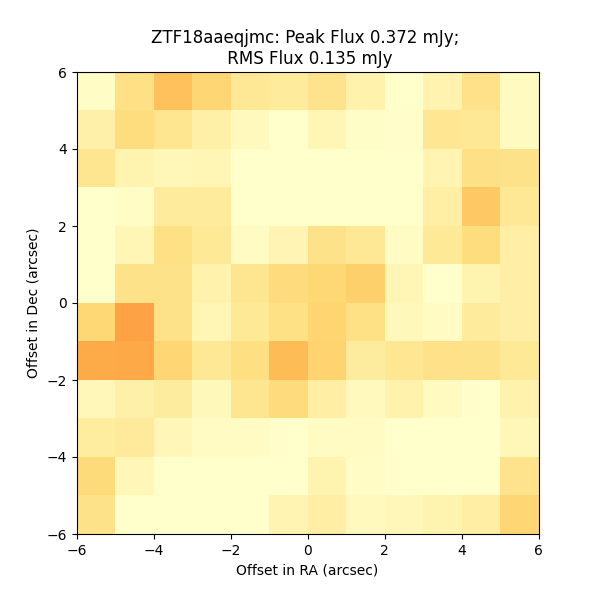 ZTF18aaeqjmc: Peak Flux 0.372 mJy;
RMS Flux 0.135 mJy
6
4
2
0
−2
−4
−6
Offset in Dec (arcsec)
−6 −4 −2 0 2 4 6
Offset in RA (arcsec)